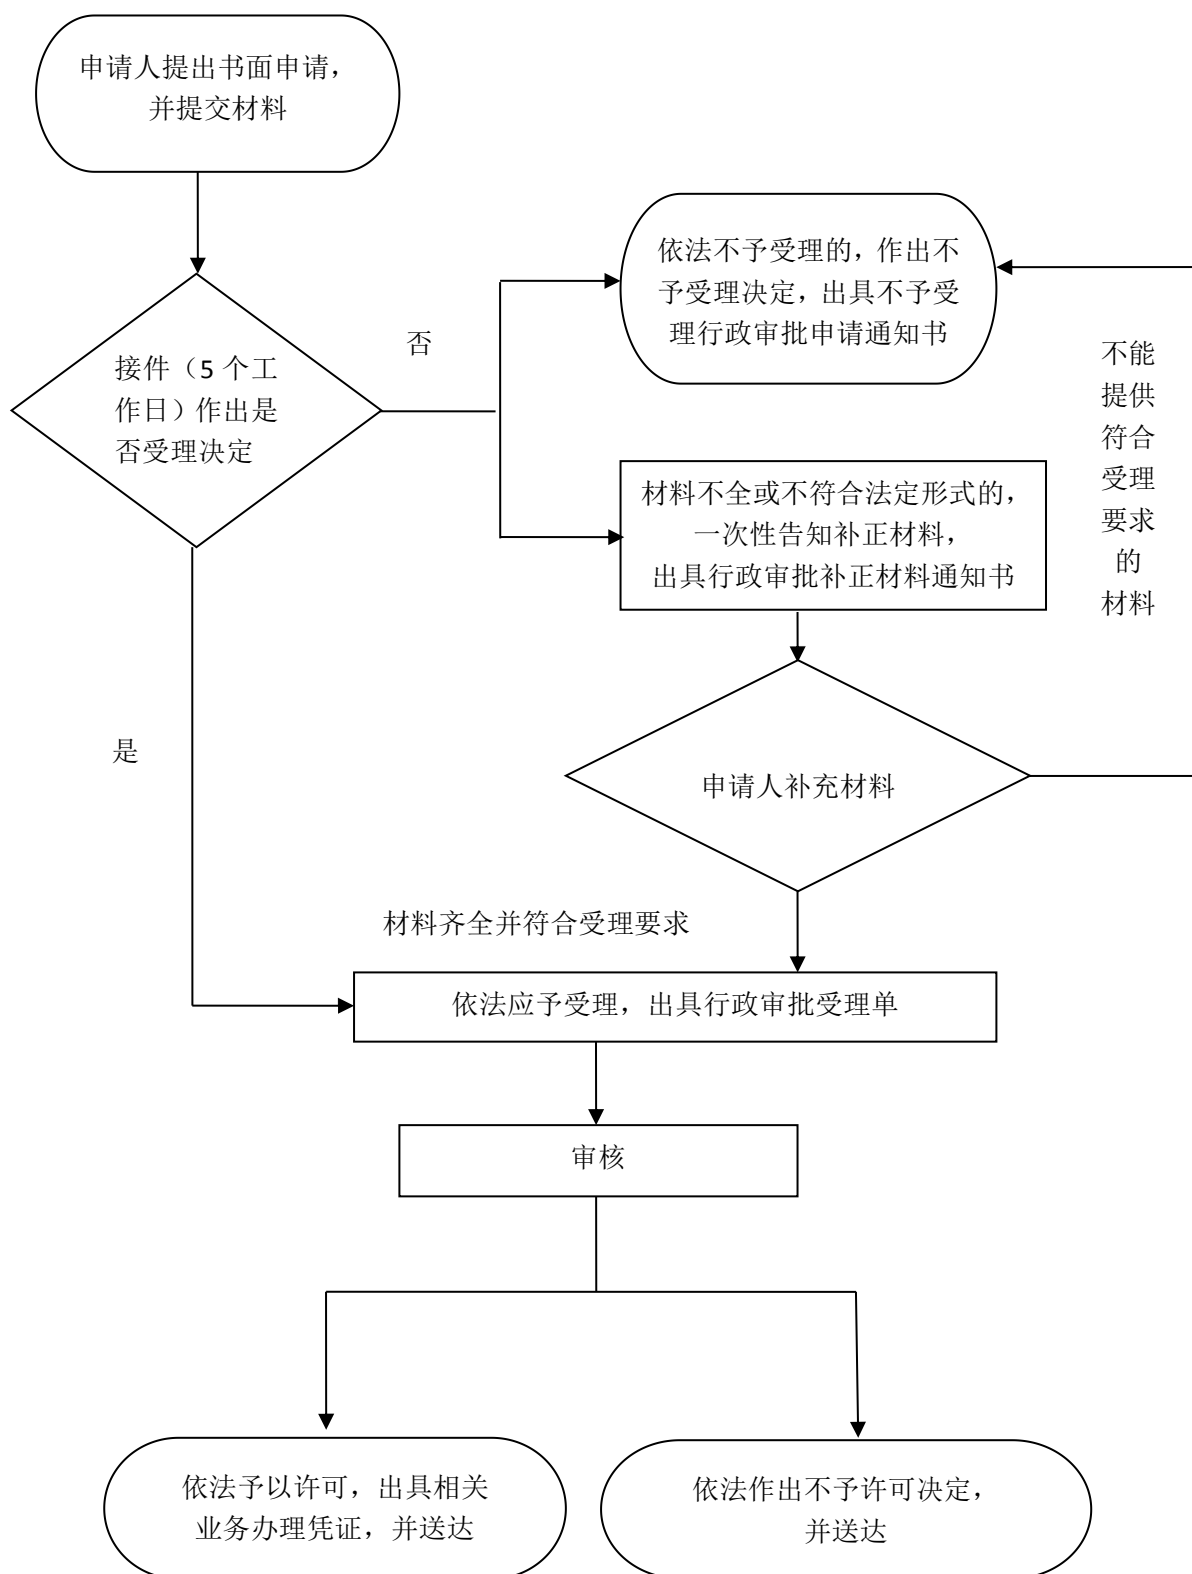 申请人提出书面申请，
并提交材料
依法不予受理的，作出不
予受理决定，出具不予受
理行政审批申请通知书
否
接件（5 个工
作日）作出是
否受理决定
不能
提供
符合
受理
要求
的
材料
材料不全或不符合法定形式的，
一次性告知补正材料，
出具行政审批补正材料通知书
是
申请人补充材料
材料齐全并符合受理要求
依法应予受理，出具行政审批受理单
审核
依法予以许可，出具相关
业务办理凭证，并送达
依法作出不予许可决定，
并送达